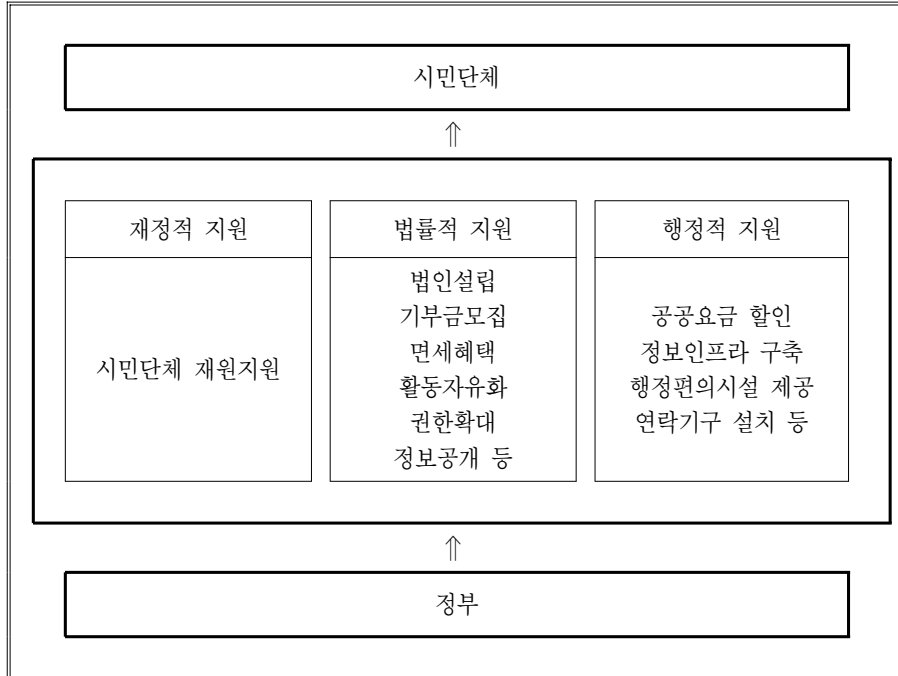 시민단체
⇑
재정적 지원
시민단체 재원지원
법률적 지원
법인설립
기부금모집
면세혜택
활동자유화
권한확대
정보공개 등
행정적 지원
공공요금 할인
정보인프라 구축
행정편의시설 제공
연락기구 설치 등
⇑
정부